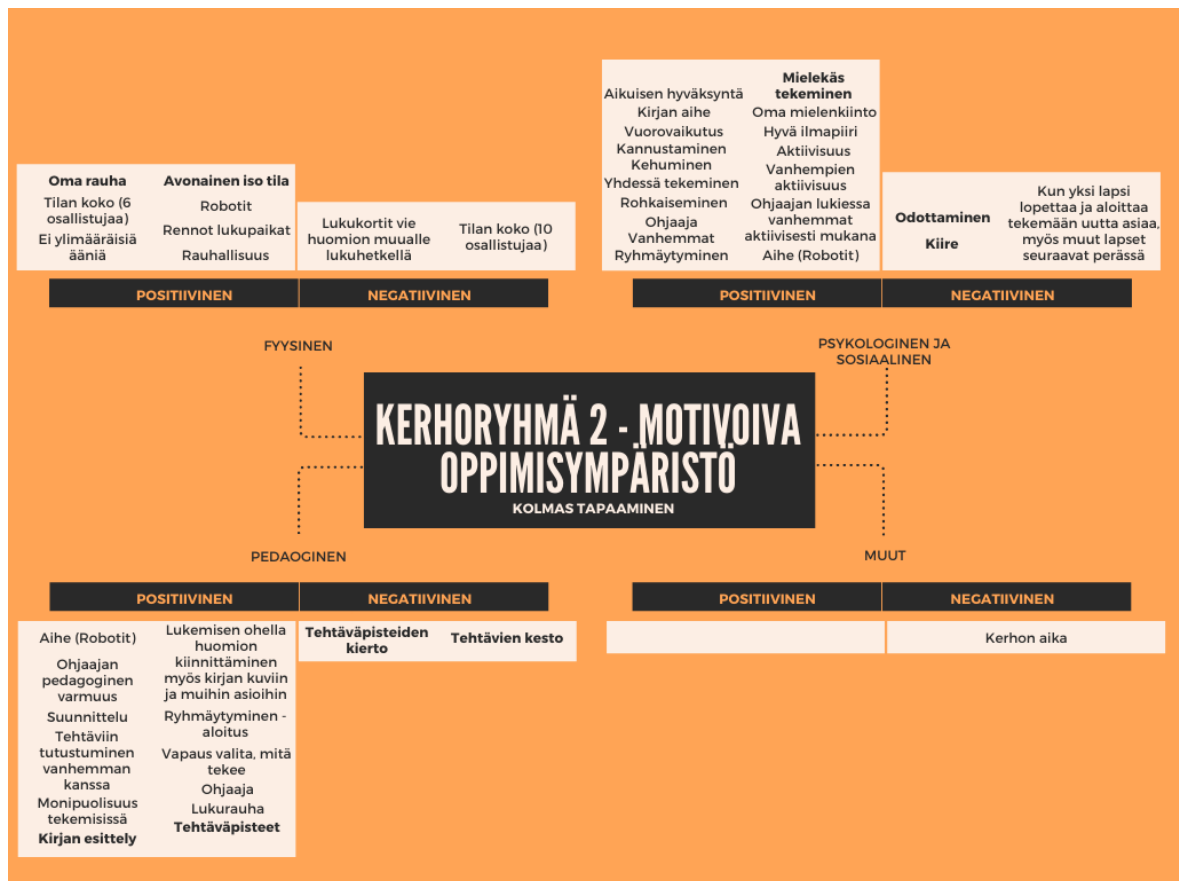 Oma rauha
Tilan koko (6
osallistujaa)
Ei ylimääräisiä
ääniä
Avonainen iso tila
Robotit
Rennot lukupaikat
Rauhallisuus
Lukukortit vie
huomion muualle
lukuhetkellä
Tilan koko (10
osallistujaa)
POSITIIVINEN
NEGATIIVINEN
FYYSINEN
Aikuisen hyväksyntä
Kirjan aihe
Vuorovaikutus
Kannustaminen
Kehuminen
Yhdessä tekeminen
Rohkaiseminen
Ohjaaja
Vanhemmat
Ryhmäytyminen
Mielekäs
tekeminen
Oma mielenkiinto
Hyvä ilmapiiri
Aktiivisuus
Vanhempien
aktiivisuus
Ohjaajan lukiessa
vanhemmat
aktiivisesti mukana
Aihe (Robotit)
Odottaminen
Kiire
Kun yksi lapsi
lopettaa ja aloittaa
tekemään uutta asiaa,
myös muut lapset
seuraavat perässä
POSITIIVINEN
NEGATIIVINEN
PSYKOLOGINEN JA
SOSIAALINEN
KERHORYHMÄ 2 - MOTIVOIVA
OPPIMISYMPÄRISTÖ
KOLMAS TAPAAMINEN
PEDAOGINEN
POSITIIVINEN
NEGATIIVINEN
Aihe (Robotit)
Ohjaajan
pedagoginen
varmuus
Suunnittelu
Tehtäviin
tutustuminen
vanhemman
kanssa
Monipuolisuus
tekemisissä
Kirjan esittely
Lukemisen ohella
huomion
kiinnittäminen
myös kirjan kuviin
ja muihin asioihin
Ryhmäytyminen -
aloitus
Vapaus valita, mitä
tekee
Ohjaaja
Lukurauha
Tehtäväpisteet
Tehtäväpisteiden
kierto
Tehtävien kesto
MUUT
POSITIIVINEN
NEGATIIVINEN
Kerhon aika